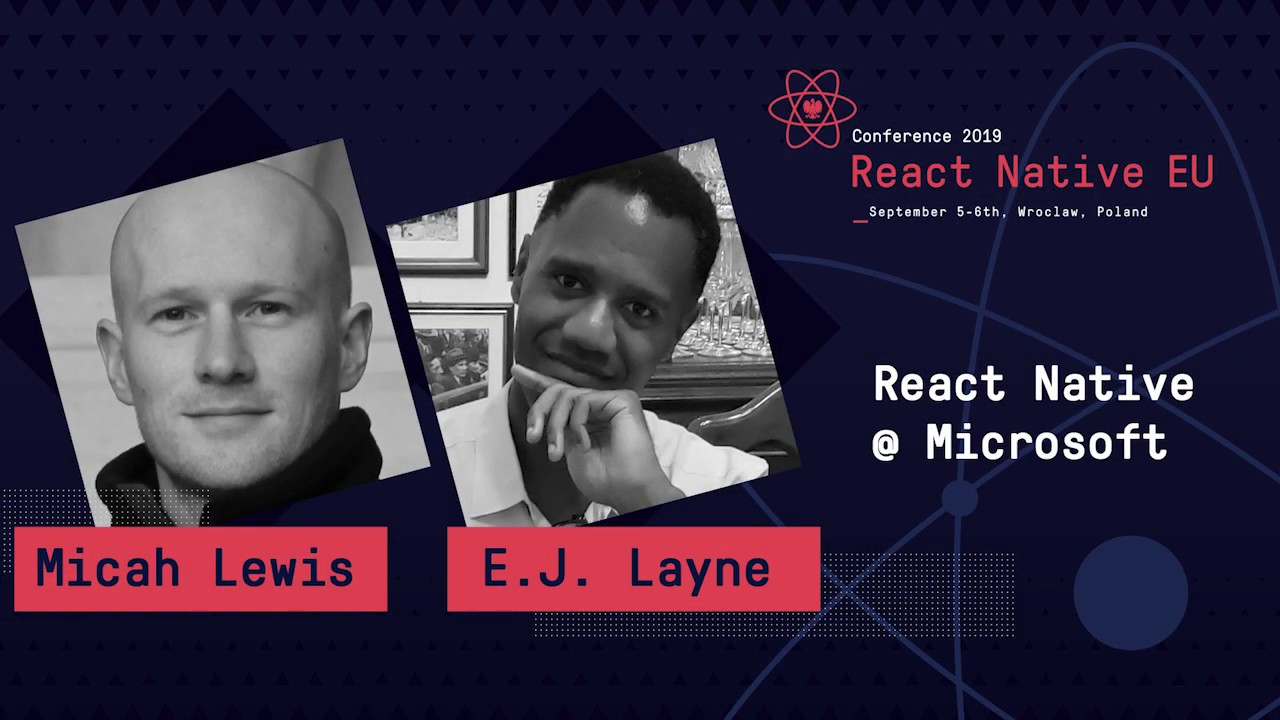 Conference 2019
React Native EU
_September 5-6th, Wroclaw, Poland
React Native
@ Microsoft
Micah Lewis
E.J. Layne